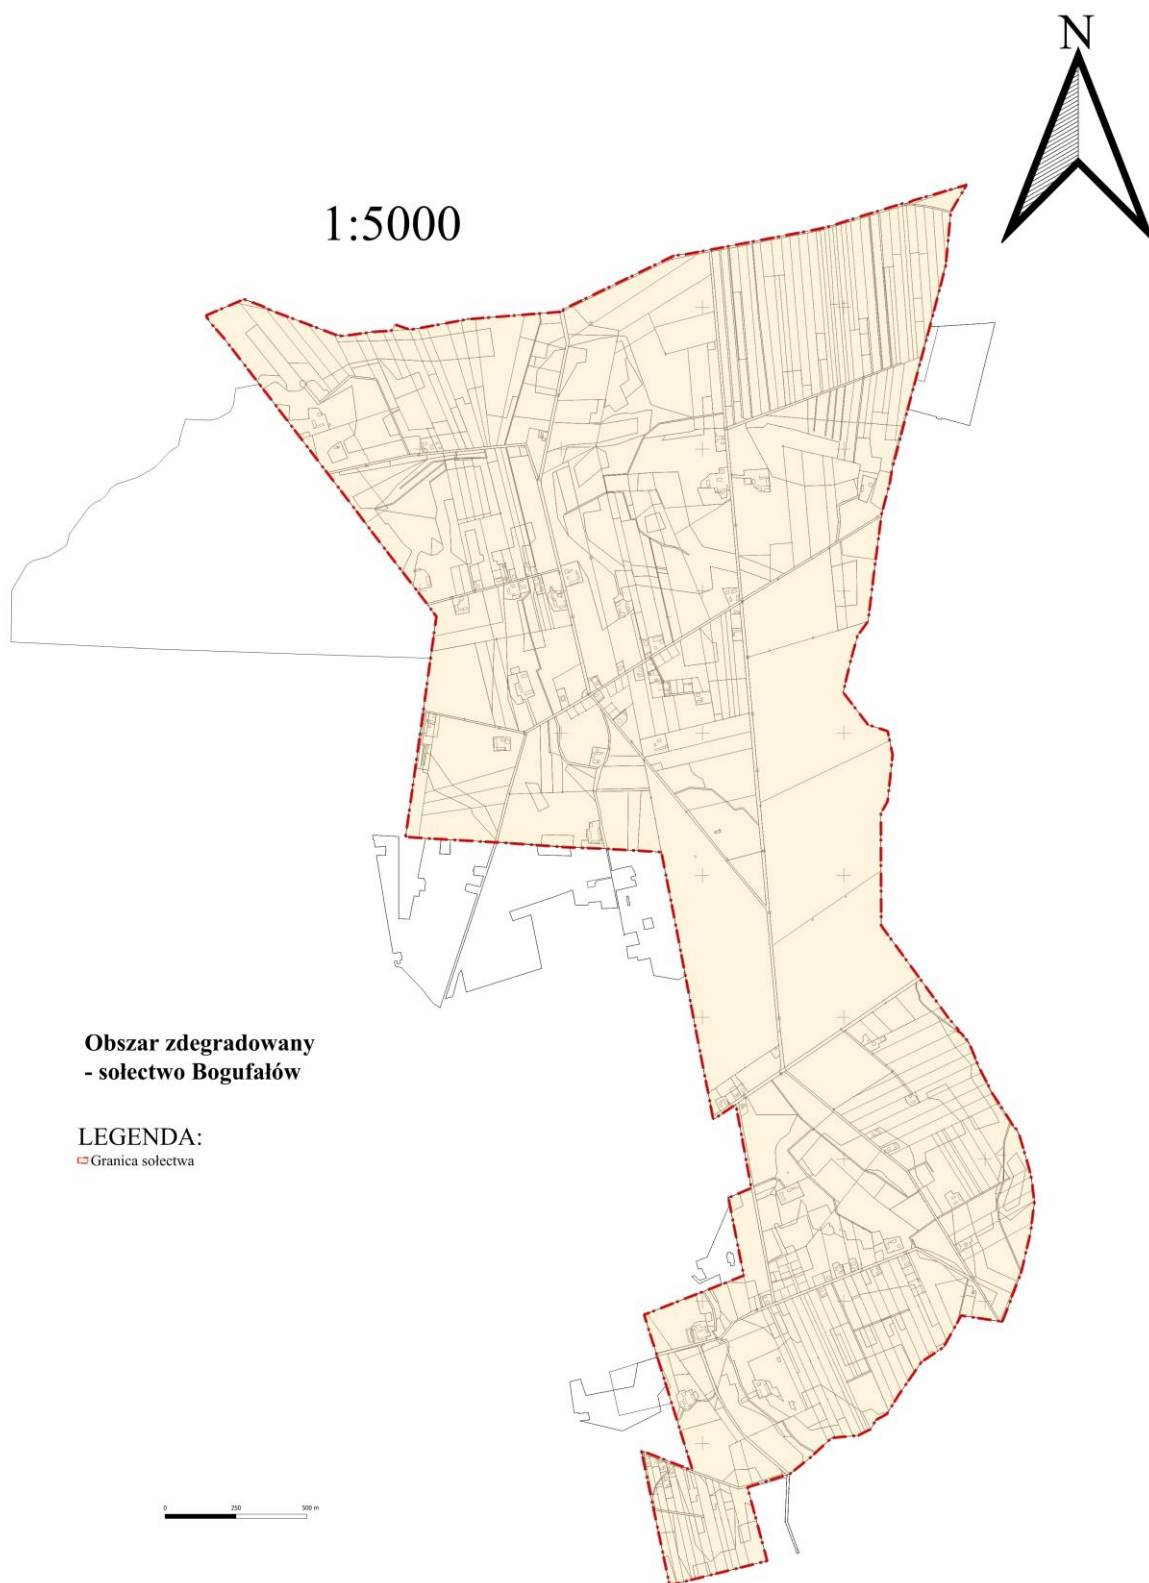 N
1:5000
Obszar zdegradowany
- sołectwo Bogufałów
LEGENDA:
Granica sołectwa
0 250 500 m